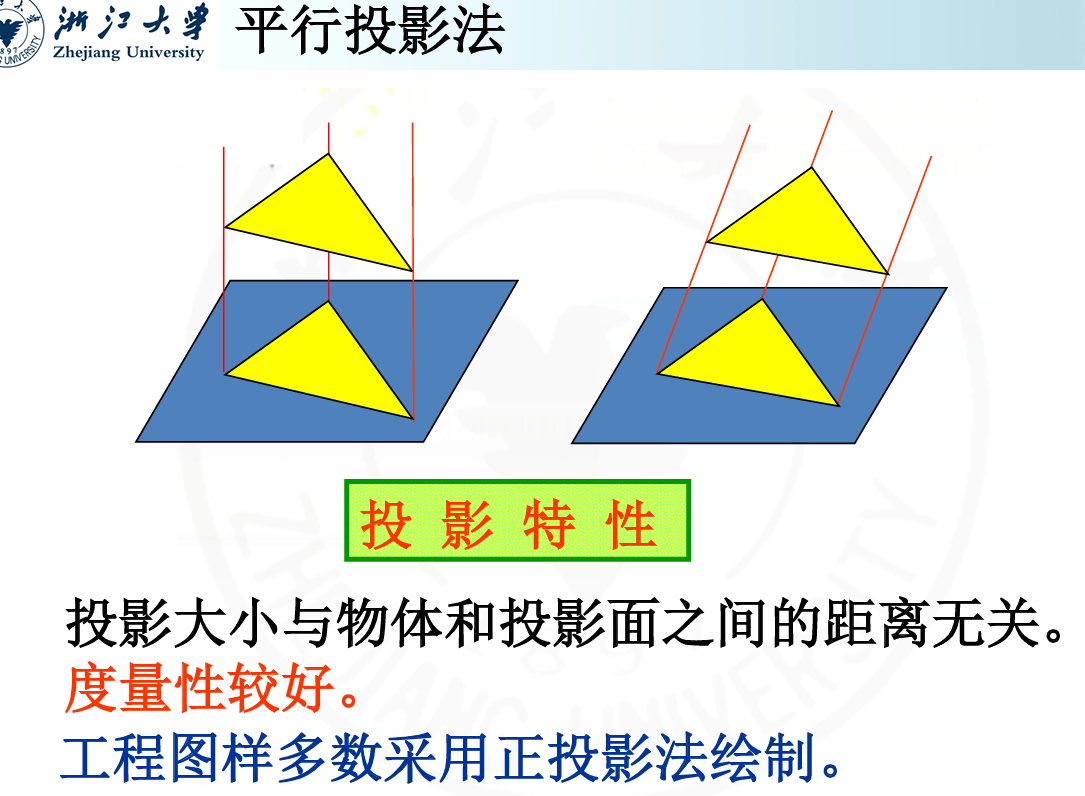 浙江大学
Zhejiang University
平行投影法
投影特性
投影大小与物体和投影面之间的距离无关。
度量性较好。
工程图样多数采用正投影法绘制。